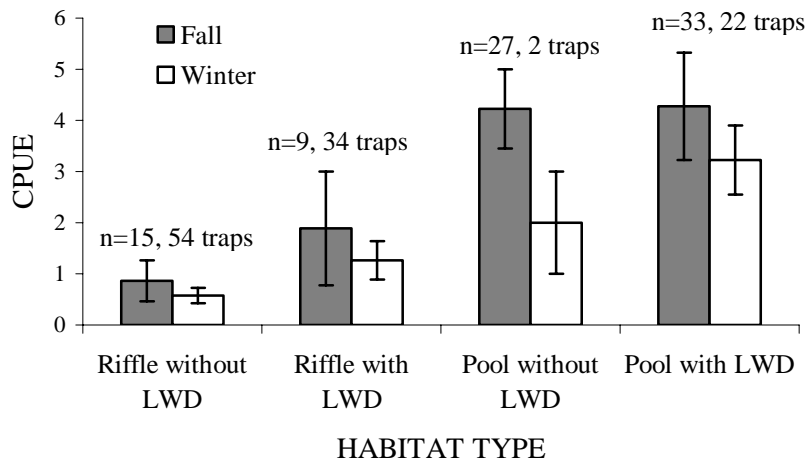 6
5
4
3
2
1
0
CPUE
Fall
Winter
n=15, 54 traps
n=9, 34 traps
n=27, 2 traps
n=33, 22 traps
Riffle without
LWD
Riffle with
LWD
Pool without
LWD
Pool with LWD
HABITAT TYPE